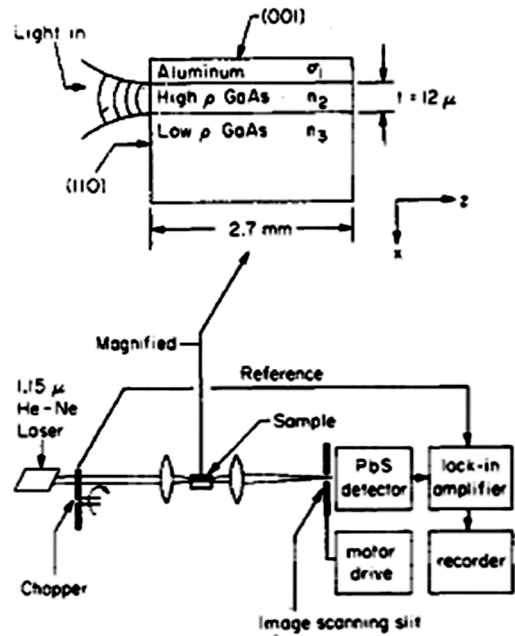 (001)
Light in
Aluminum σ₁
High ρ GaAs n₂
t = 12 μ
Low ρ GaAs n₃
(110)
z
2.7 mm
x
Magnified
1.15 μ
He-Ne
Laser
Reference
Sample
PbS
detector
lock-in
amplifier
motor
drive
recorder
Chopper
Image scanning slit